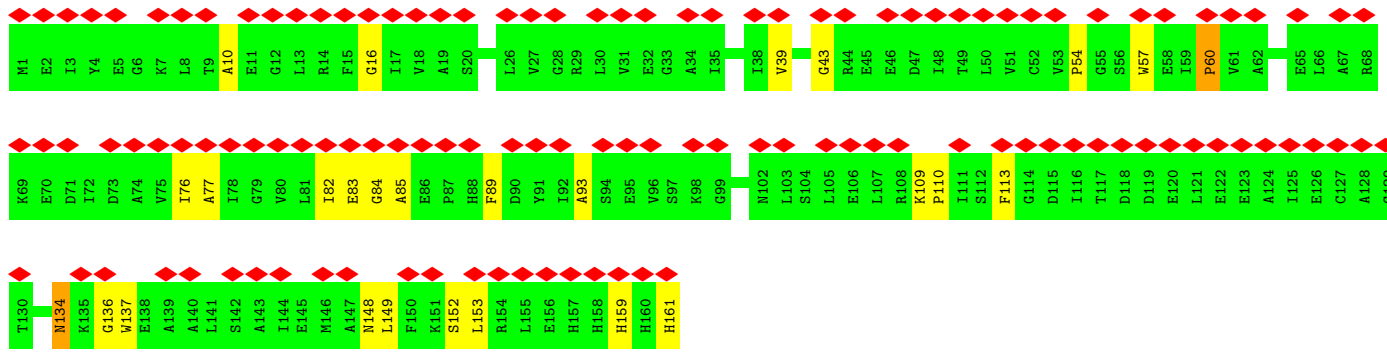 M1 E2 I3 Y4 E5 G6 K7 L8 T9 A10 E11 G12 L13 R14 F15 G16 I17 V18 A19 S20 L26 V27 G28 R29 L30 V31 E32 G33 A34 I35 I38 V39 G43 R44 E45 E46 D47 I48 T49 L50 V51 C52 V53 P54 G55 S56 W57 E58 I59 P60 V61 A62 E65 L66 A67 R68
K69 E70 D71 I72 D73 A74 V75 I76 A77 I78 G79 V80 L81 I82 E83 G84 A85 E86 P87 H88 F89 D90 Y91 I92 A93 S94 E95 V96 S97 K98 G99 N102 L103 S104 L105 E106 L107 R108 K109 P110 I111 S112 F113 G114 D115 I116 T117 D118 D119 E120 L121 E122 E123 A124 I125 E126 C127 A128
T130 N134 K135 G136 W137 E138 A139 A140 L141 S142 A143 I144 E145 M146 A147 N148 L149 F150 K151 S152 L153 R154 L155 E156 H157 H158 H159 H160 H161